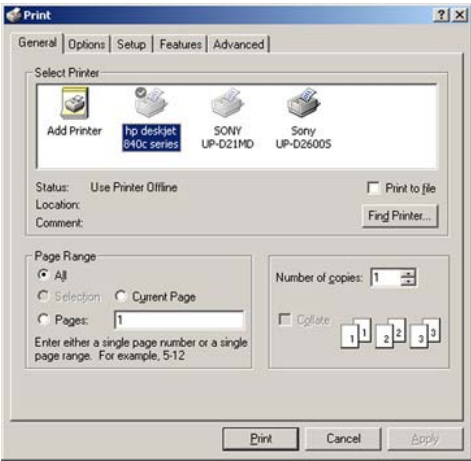 Print
General Options Setup Features Advanced
Select Printer
Add Printer
hp deskjet
840c series
SONY
UP-D21MD
Sony
UP-D2600S
Status: Use Printer Offline
Location:
Comment:
Print to file
Find Printer...
Page Range
All
Selection Current Page
Pages: 1
Enter either a single page number or a single
page range. For example, 5-12
Number of copies: 1
Collate
1 1 2 2 3 3
Print Cancel Apply